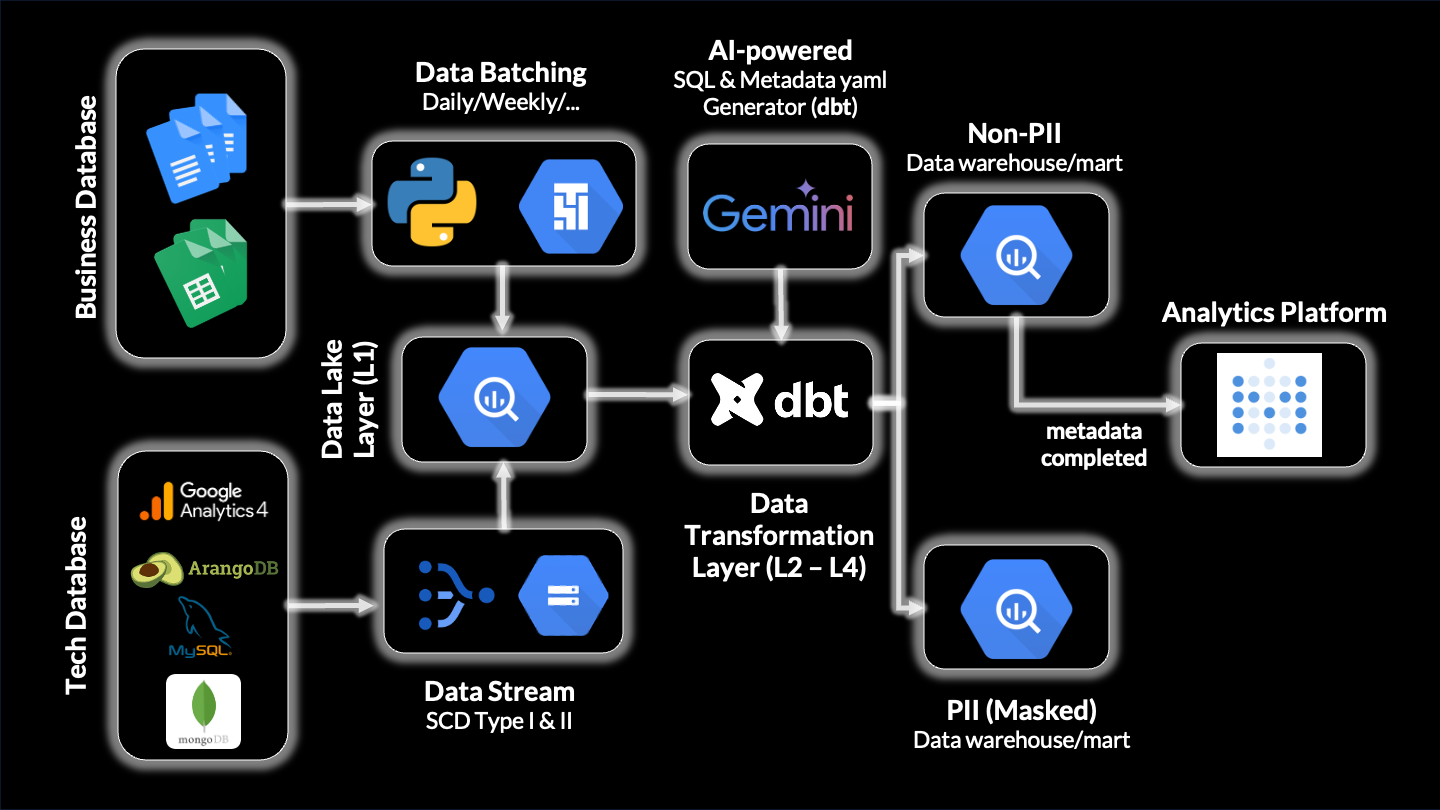 Business Database
Data Batching
Daily/Weekly/...
AI-powered
SQL & Metadata yaml
Generator (dbt)
Gemini
Non-PII
Data warehouse/mart
Data Lake
Layer (L1)
dbt
Analytics Platform
metadata
completed
Tech Database
Google
Analytics 4
ArangoDB
MySQL.
mongoDB
Data Stream
SCD Type I & II
Data
Transformation
Layer (L2 – L4)
PII (Masked)
Data warehouse/mart